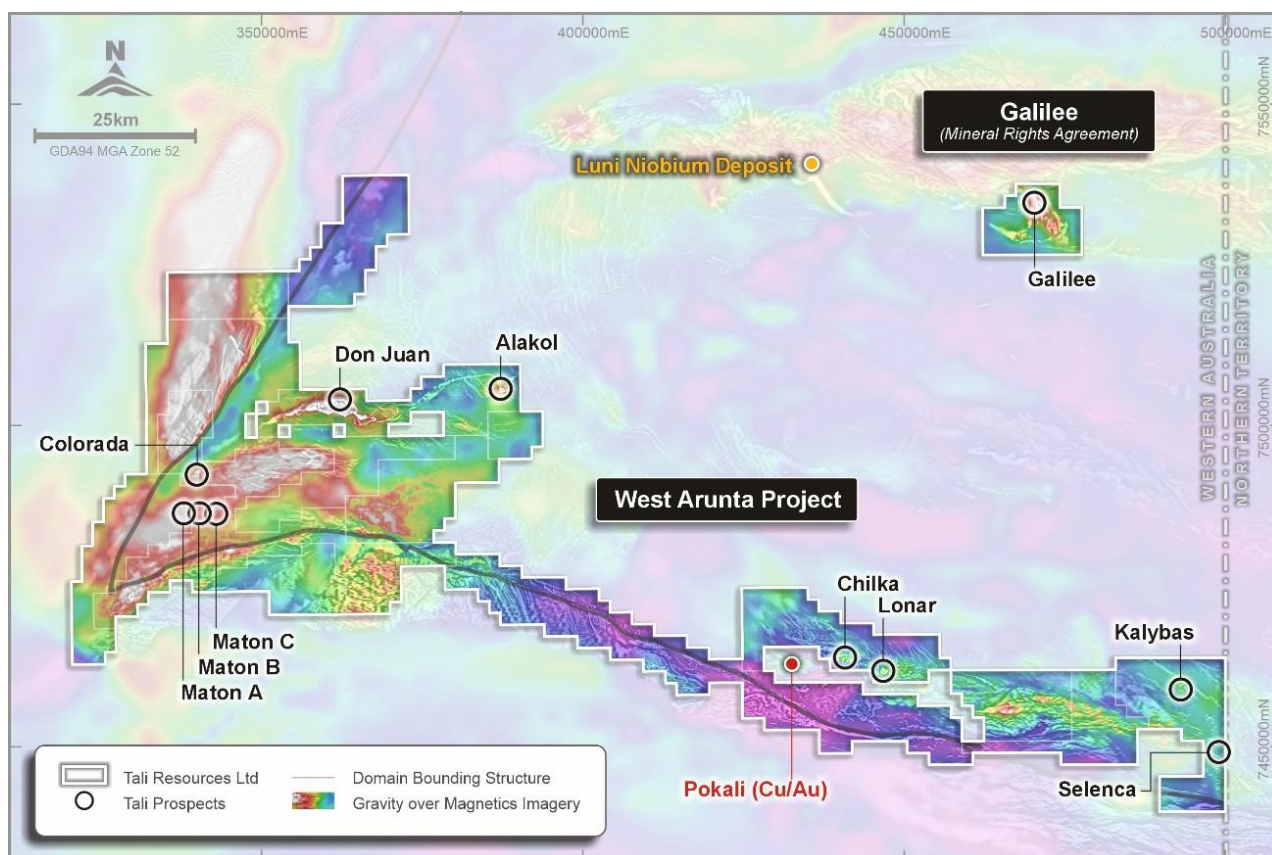 350000mE
400000mE
450000mE
500000mE
N
25km
GDA94 MGA Zone 52
7550000mN
Galilee
(Mineral Rights Agreement)
Luni Niobium Deposit
Galilee
WESTERN AUSTRALIA
NORTHERN TERRITORY
Don Juan
Alakol
7500000mN
Colorada
West Arunta Project
Chilka
Lonar
Kalybas
Maton C
Maton B
Maton A
7450000mN
Pokali (Cu/Au)
Selenca
Tali Resources Ltd
Domain Bounding Structure
Tali Prospects
Gravity over Magnetics Imagery